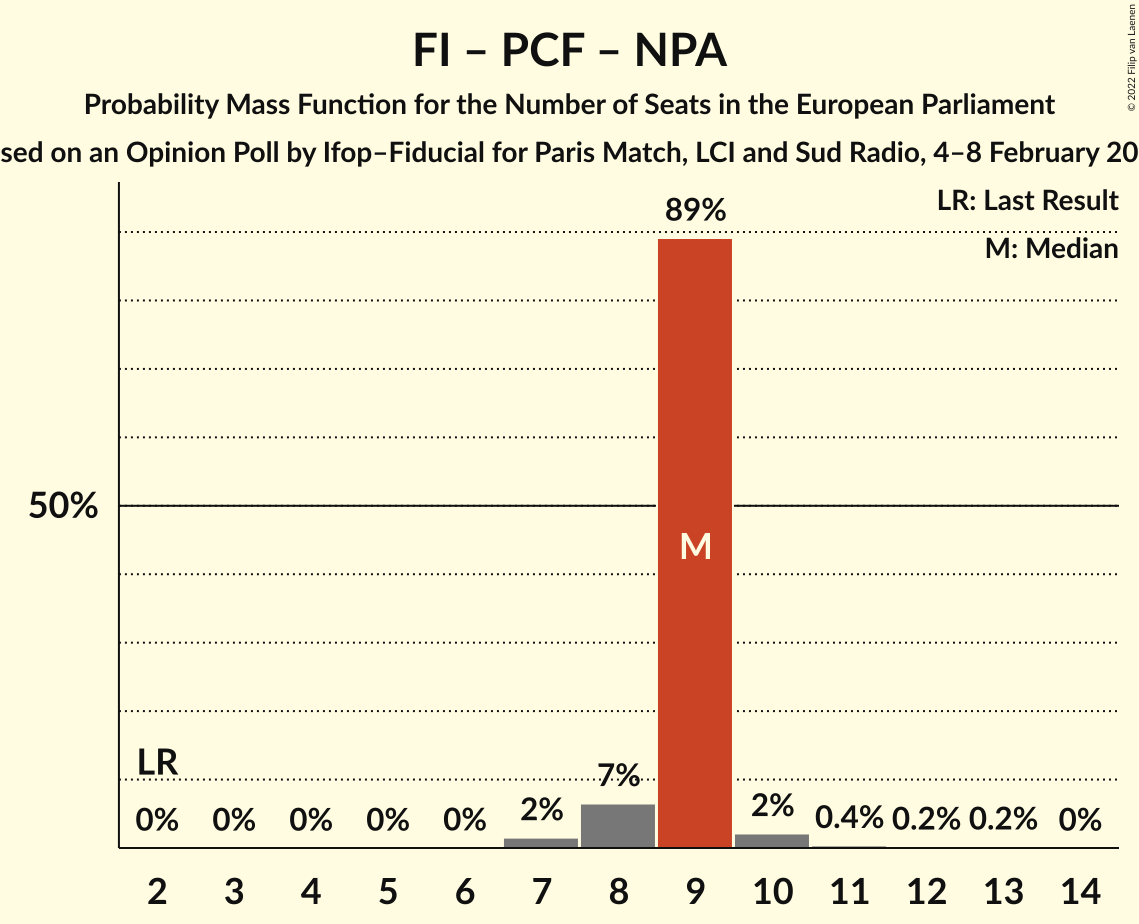 FI – PCF – NPA
© 2022 Filip van Laenen
Probability Mass Function for the Number of Seats in the European Parliament
sed on an Opinion Poll by Ifop–Fiducial for Paris Match, LCI and Sud Radio, 4–8 February 20
LR: Last Result
M: Median
89%
50%
M
LR
0% 0% 0% 0% 0% 2% 7% 2% 0.4% 0.2% 0.2% 0%
2 3 4 5 6 7 8 9 10 11 12 13 14